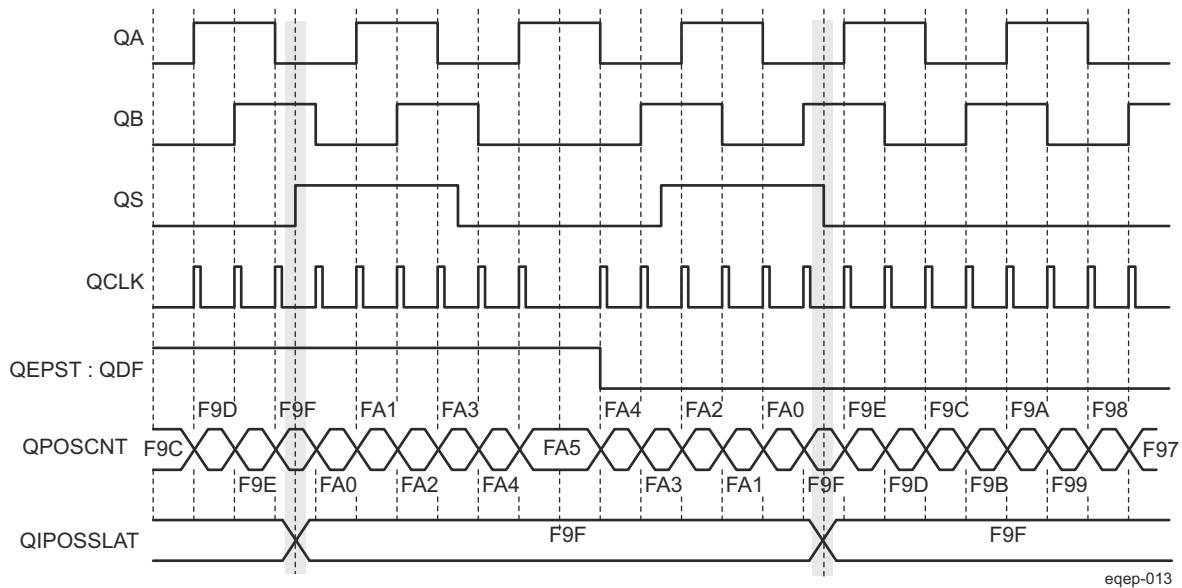 QA
QB
QS
QCLK
QEPST : QDF
F9D F9F FA1 FA3 FA4 FA2 FA0 F9E F9C F9A F98
QPOSCNT F9C FA5 F97
F9E FA0 FA2 FA4 FA3 FA1 F9F F9D F9B F99
QIPOSSLAT F9F F9F
eqep-013